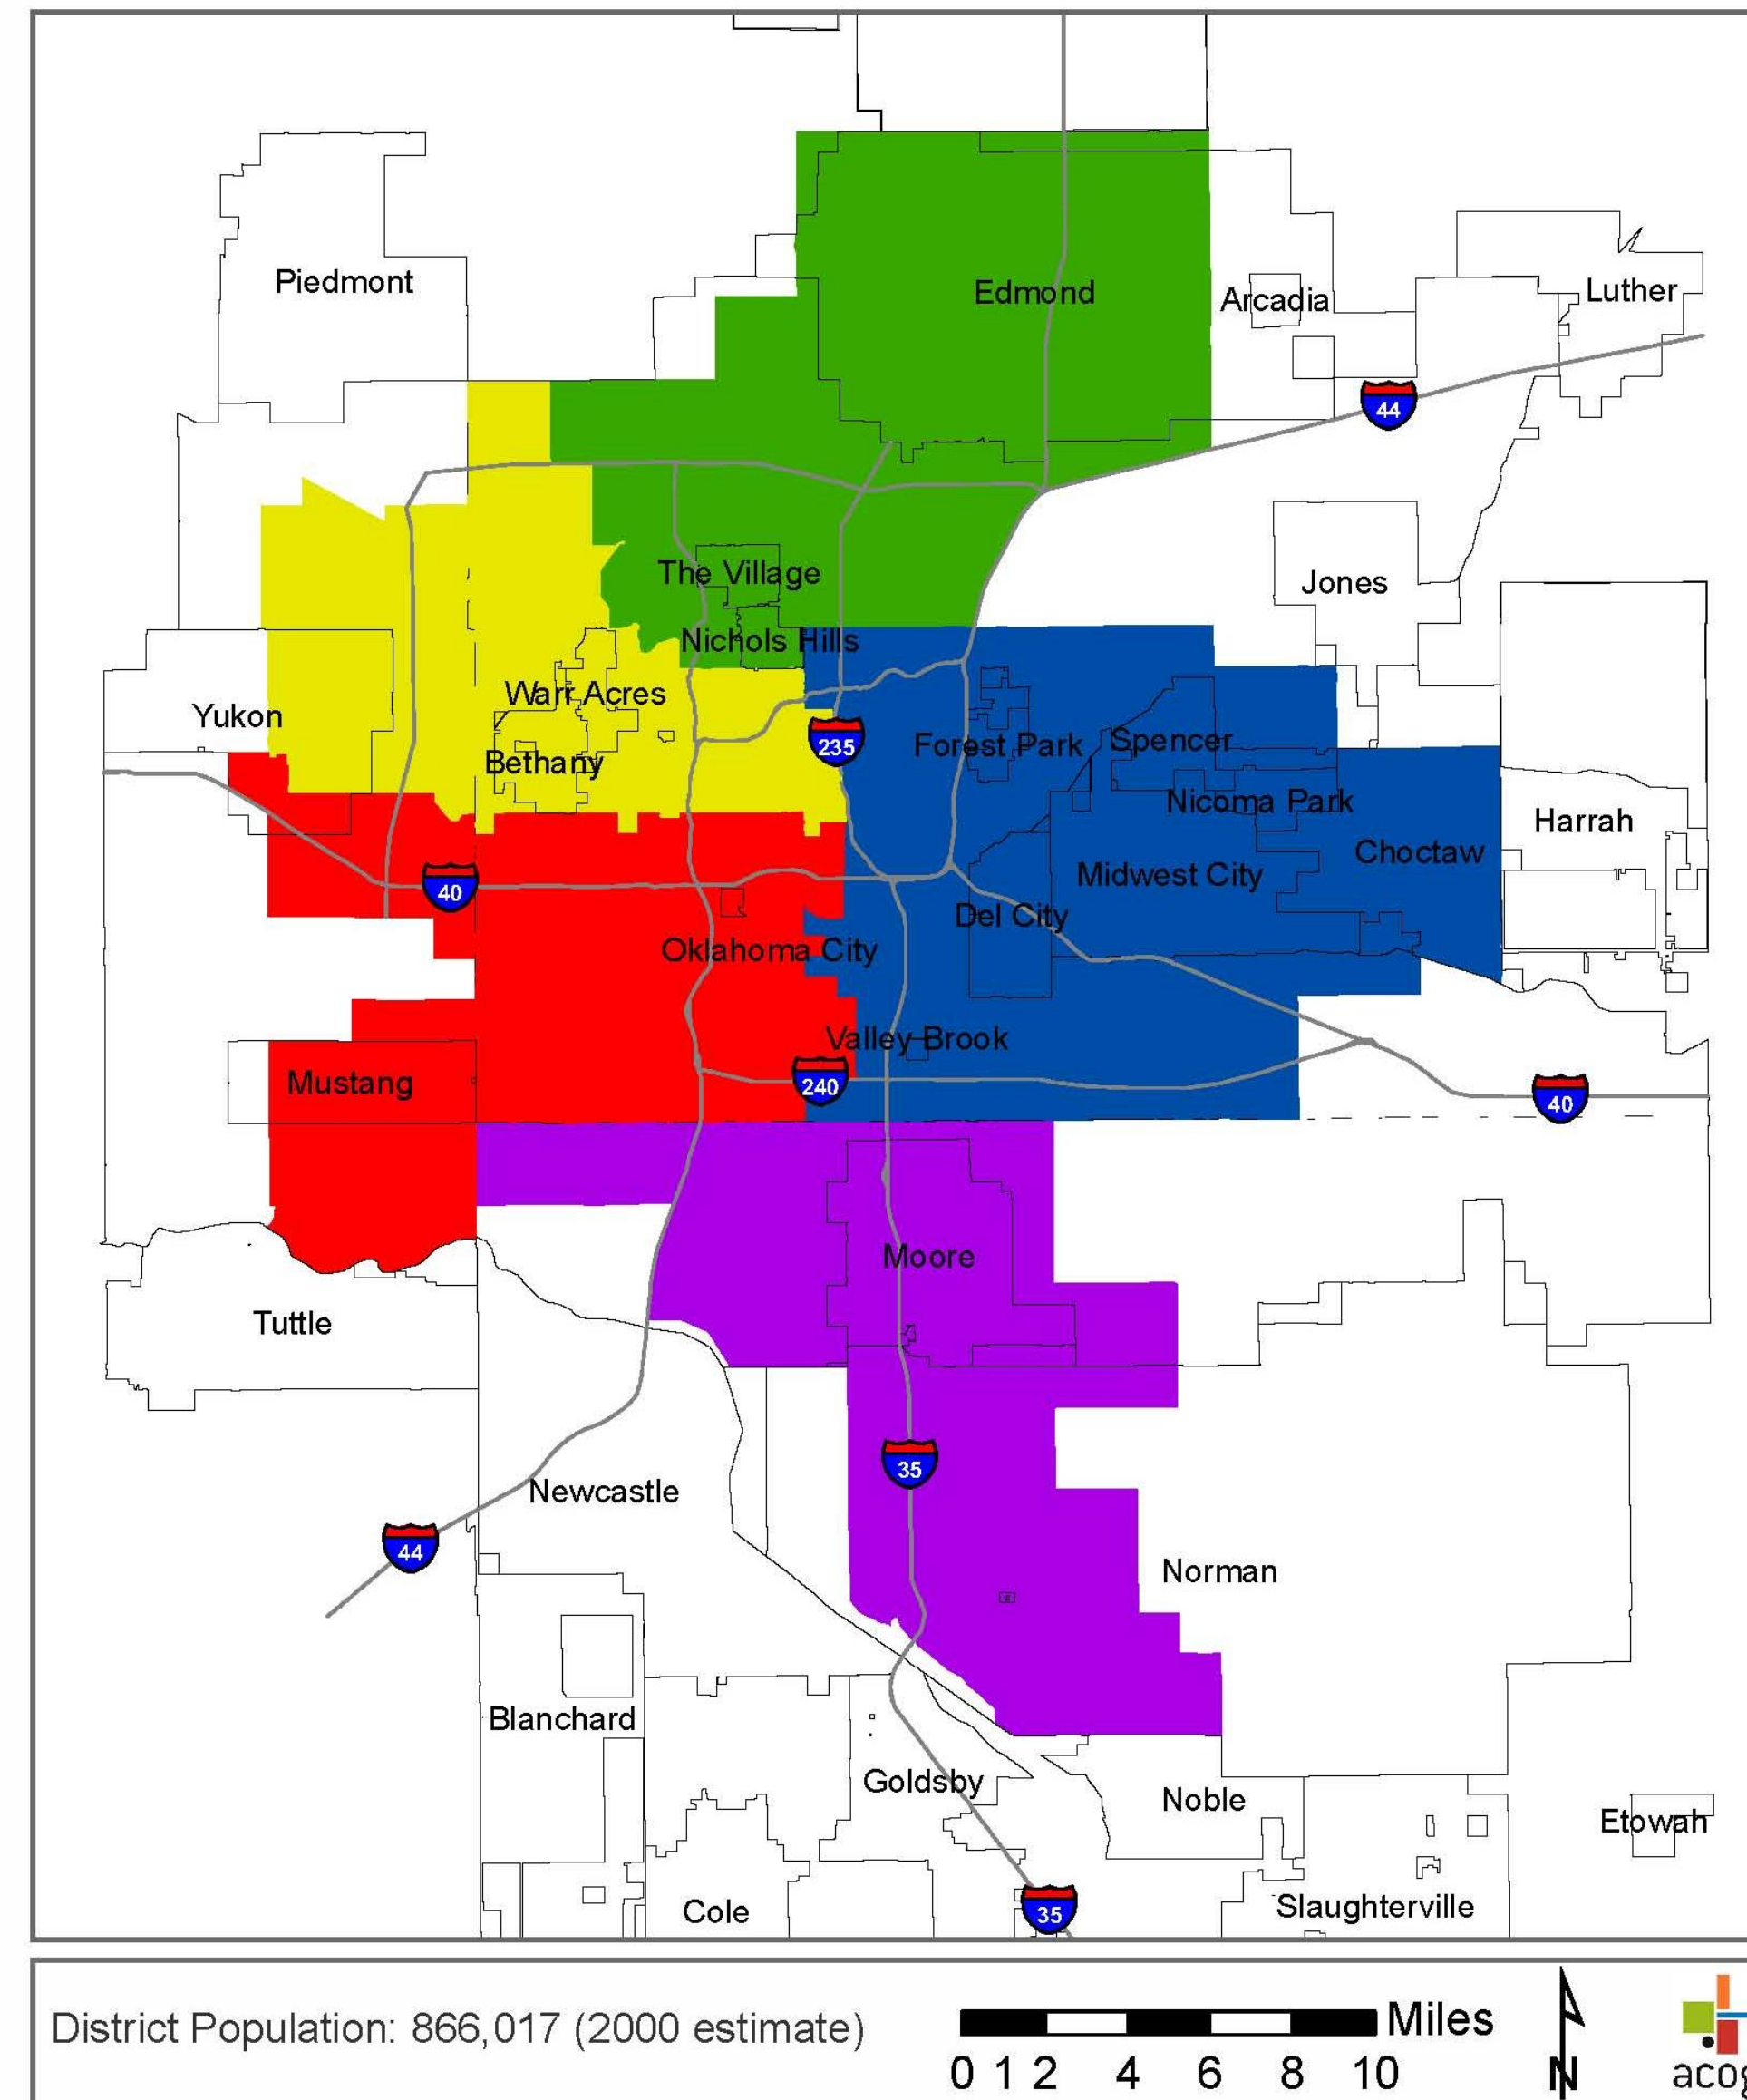 Piedmont
Edmond
Arcadia
Luther
44
The Village
Jones
Nichols Hills
Warr Acres
Yukon
235
Forest Park
Spencer
Bethany
Nicoma Park
Harrah
Choctaw
Midwest City
40
Del City
Oklahoma City
Valley Brook
Mustang
240
40
Moore
Tuttle
35
Newcastle
44
Norman
Blanchard
Goldsby
Noble
Etowah
Cole
35
Slaughterville
District Population: 866,017 (2000 estimate)
Miles
0 1 2 4 6 8 10
N